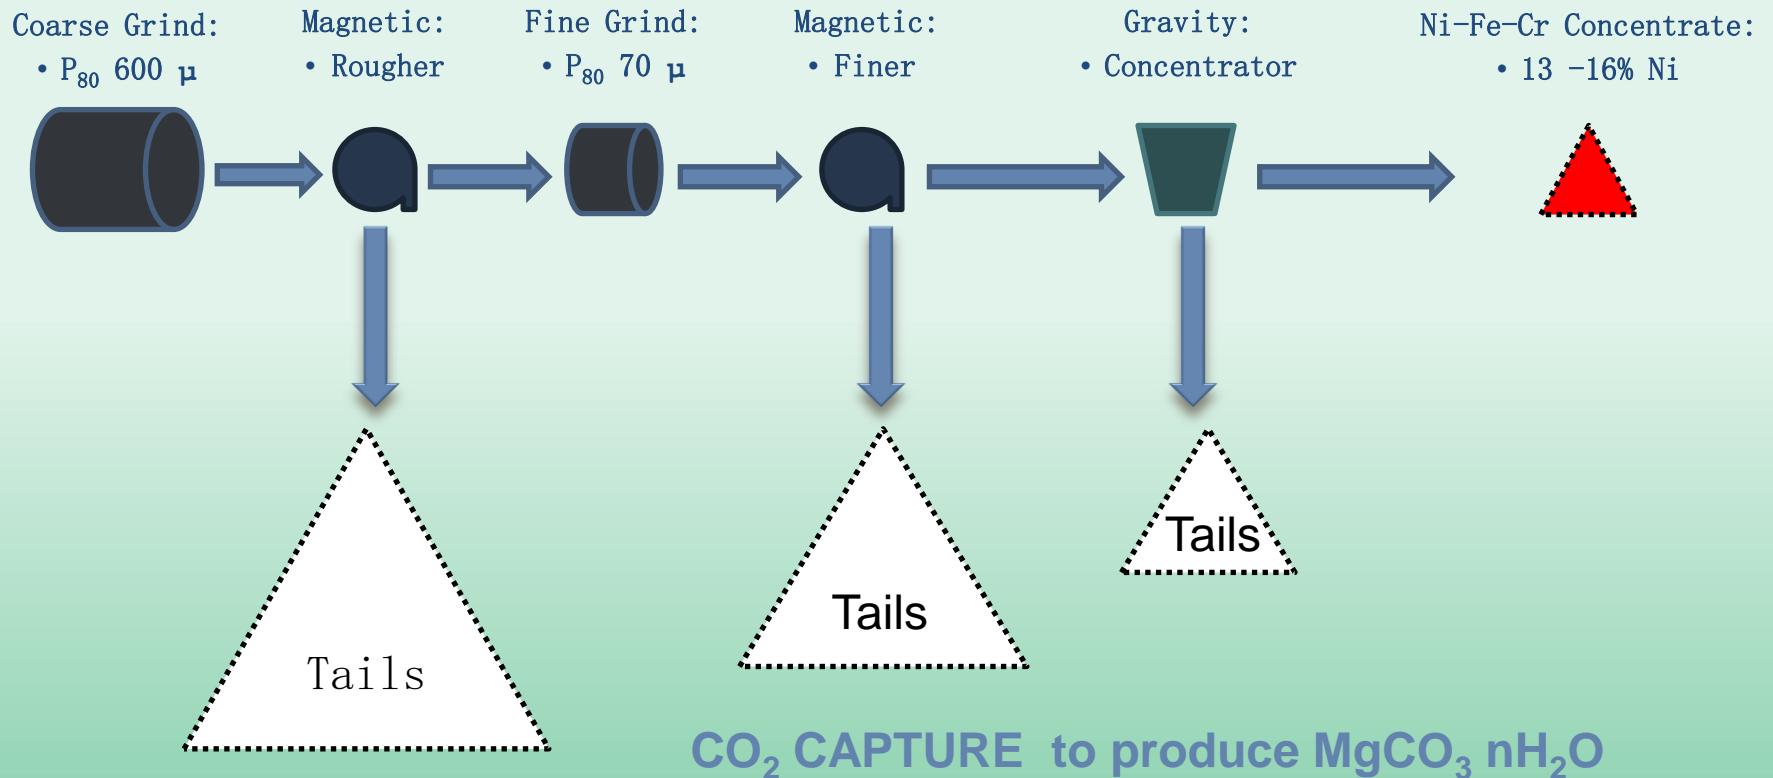 Coarse Grind:
• P₈₀ 600 μ
Magnetic:
• Rougher
Fine Grind:
• P₈₀ 70 μ
Magnetic:
• Finer
Gravity:
• Concentrator
Ni-Fe-Cr Concentrate:
• 13 -16% Ni
Tails
Tails
Tails
CO₂ CAPTURE to produce MgCO₃ nH₂O